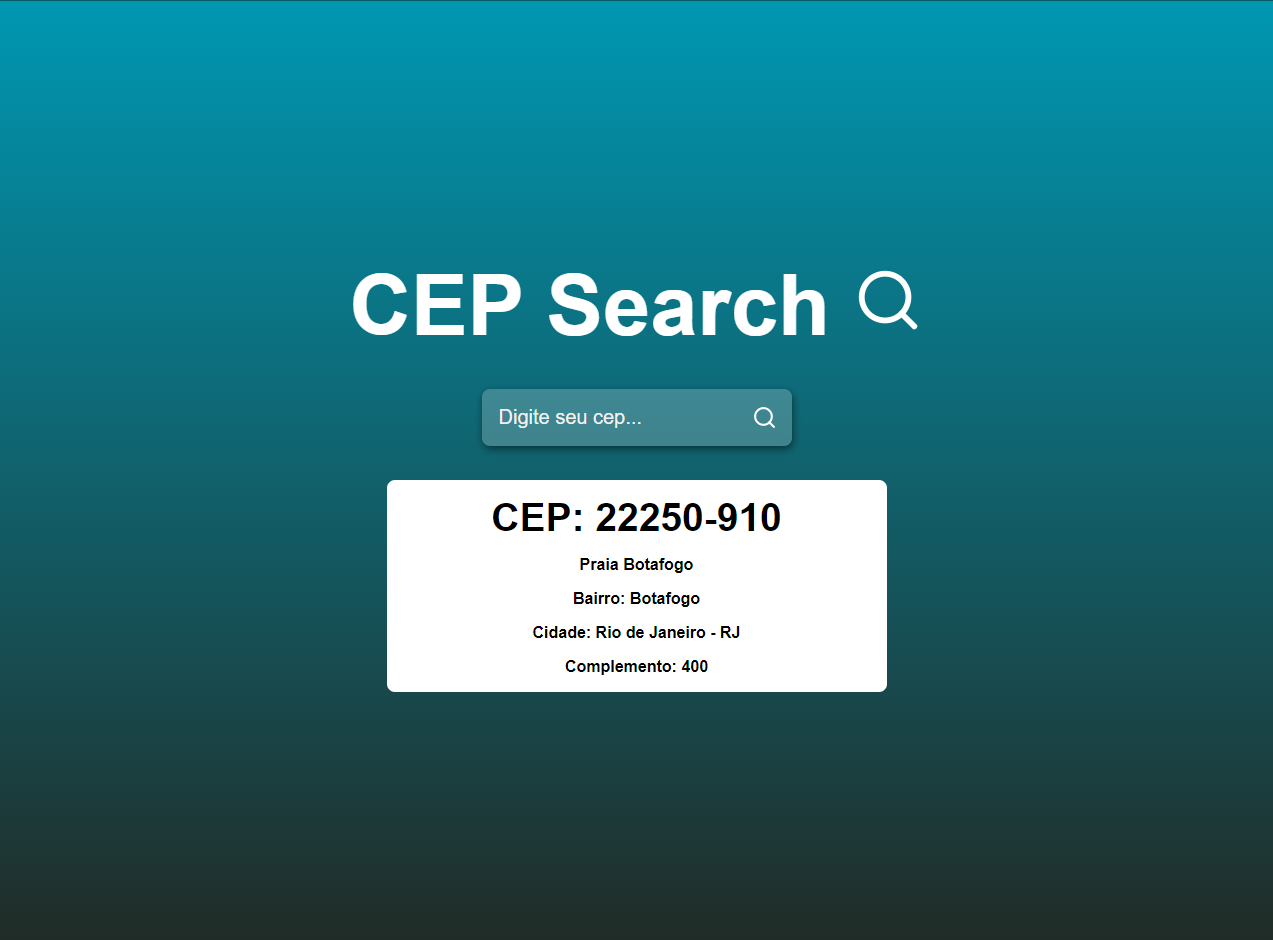 CEP Search
Digite seu cep...
CEP: 22250-910
Praia Botafogo
Bairro: Botafogo
Cidade: Rio de Janeiro - RJ
Complemento: 400